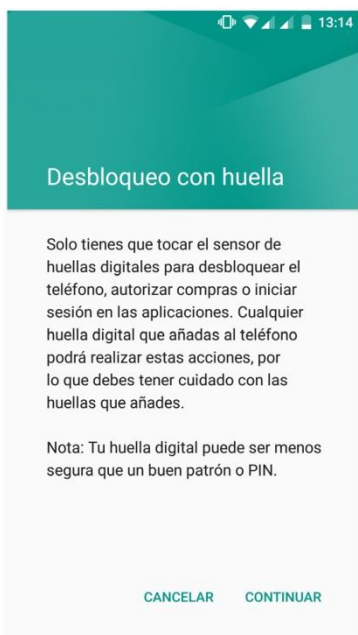 13:14
Desbloqueo con huella
Solo tienes que tocar el sensor de
huellas digitales para desbloquear el
teléfono, autorizar compras o iniciar
sesión en las aplicaciones. Cualquier
huella digital que añadas al teléfono
podrá realizar estas acciones, por
lo que debes tener cuidado con las
huellas que añades.
Nota: Tu huella digital puede ser menos
segura que un buen patrón o PIN.
CANCELAR CONTINUAR